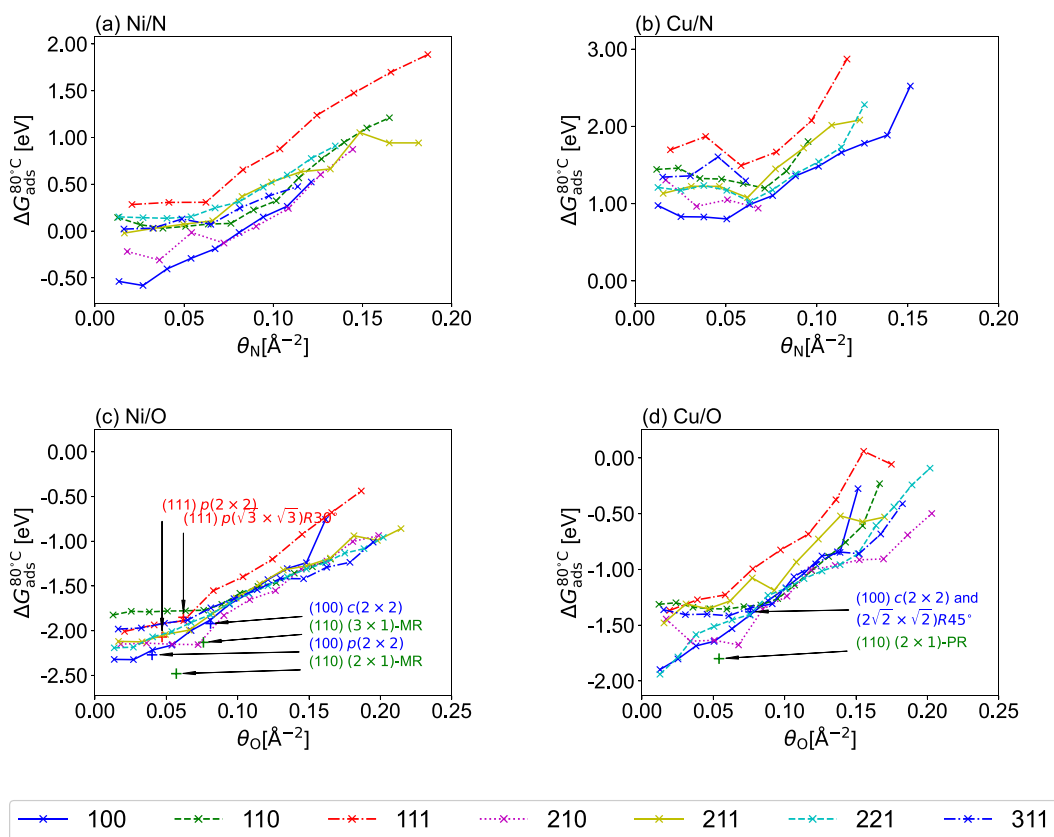 (a) Ni/N
(b) Cu/N
2.00
1.50
1.00
0.50
0.00
-0.50
ΔG_ads^80°C [eV]
0.00 0.05 0.10 0.15 0.20
θ_N[Å⁻²]
3.00
2.00
1.00
0.00
ΔG_ads^80°C [eV]
0.00 0.05 0.10 0.15 0.20
θ_N[Å⁻²]
(c) Ni/O
(d) Cu/O
0.00
-0.50
-1.00
-1.50
-2.00
-2.50
ΔG_ads^80°C [eV]
(111) p(2 × 2)
(111) p(√3 × √3)R30°
(100) c(2 × 2)
(110) (3 × 1)-MR
(100) p(2 × 2)
(110) (2 × 1)-MR
0.00 0.05 0.10 0.15 0.20 0.25
θ_O[Å⁻²]
0.00
-0.50
-1.00
-1.50
-2.00
ΔG_ads^80°C [eV]
(100) c(2 × 2) and
(2√2 × √2)R45°
(110) (2 × 1)-PR
0.00 0.05 0.10 0.15 0.20 0.25
θ_O[Å⁻²]
100 110 111 210 211 221 311